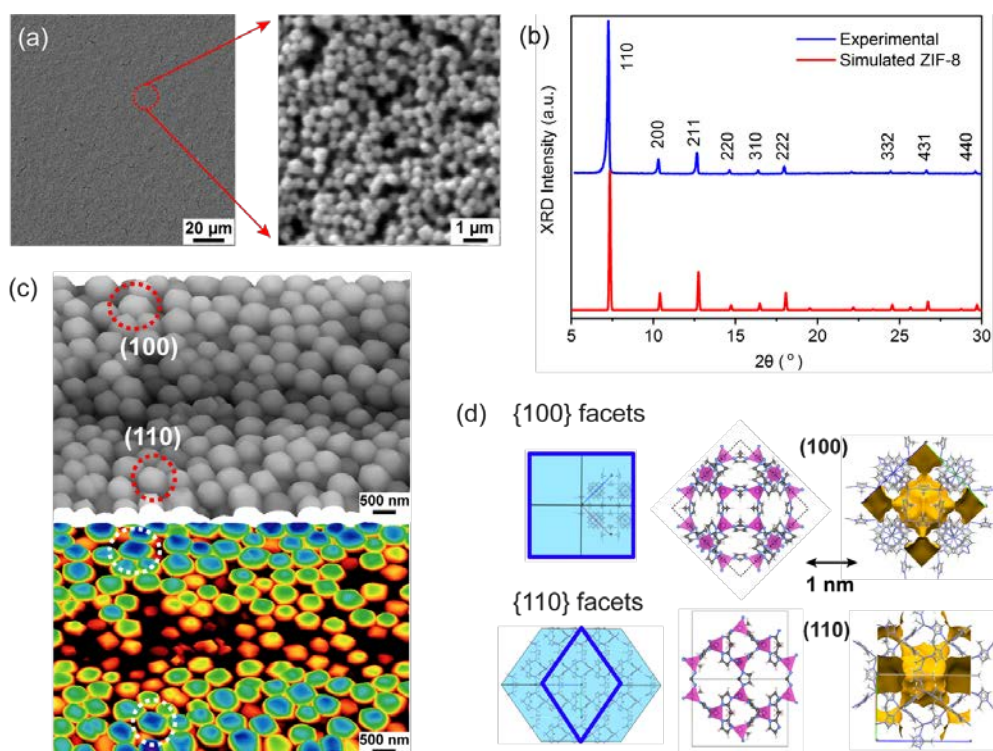 (a)
20 µm
1 µm
(b)
XRD Intensity (a.u.)
Experimental
Simulated ZIF-8
110
200
211
220
310
222
332
431
440
5
10
15
20
25
30
2θ ( ° )
(c)
(100)
(110)
500 nm
500 nm
(d)
{100} facets
(100)
1 nm
{110} facets
(110)